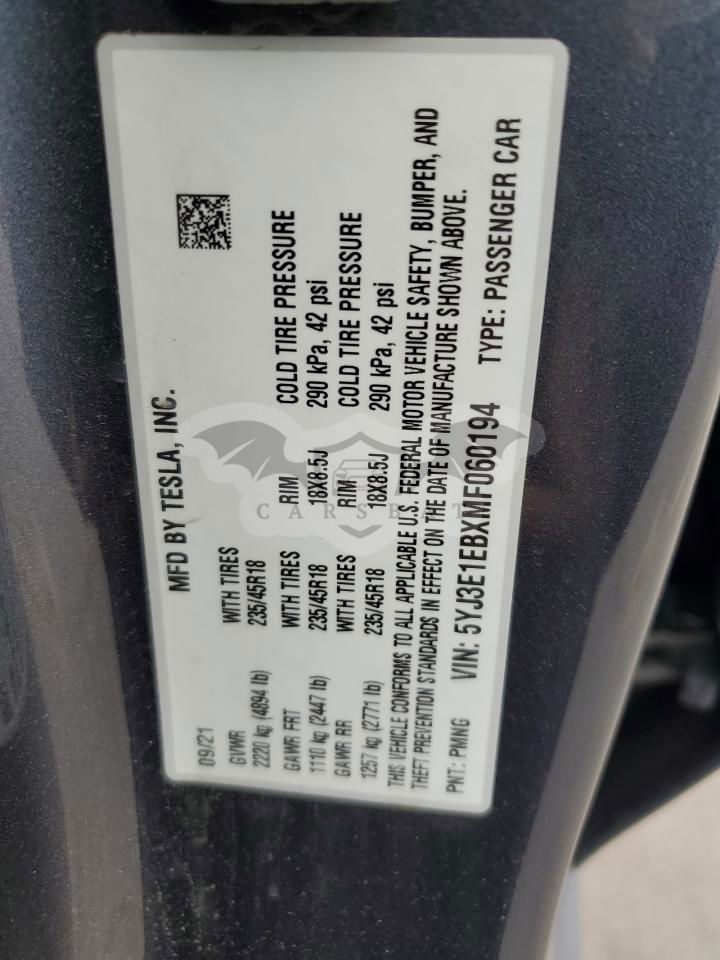 MFD BY TESLA, INC.
09/21
GVWR WITH TIRES RIM COLD TIRE PRESSURE
2220 kg (4894 lb) 235/45R18 18X8.5J 290 kPa, 42 psi
GAWR FRT WITH TIRES RIM COLD TIRE PRESSURE
1110 kg (2447 lb) 235/45R18 18X8.5J 290 kPa, 42 psi
GAWR RR
1257 kg (2771 lb) 235/45R18
THIS VEHICLE CONFORMS TO ALL APPLICABLE U.S. FEDERAL MOTOR VEHICLE SAFETY, BUMPER, AND
THEFT PREVENTION STANDARDS IN EFFECT ON THE DATE OF MANUFACTURE SHOWN ABOVE.
PNT: PMNG VIN: 5YJ3E1EBXMF060194 TYPE: PASSENGER CAR
CARSBAT